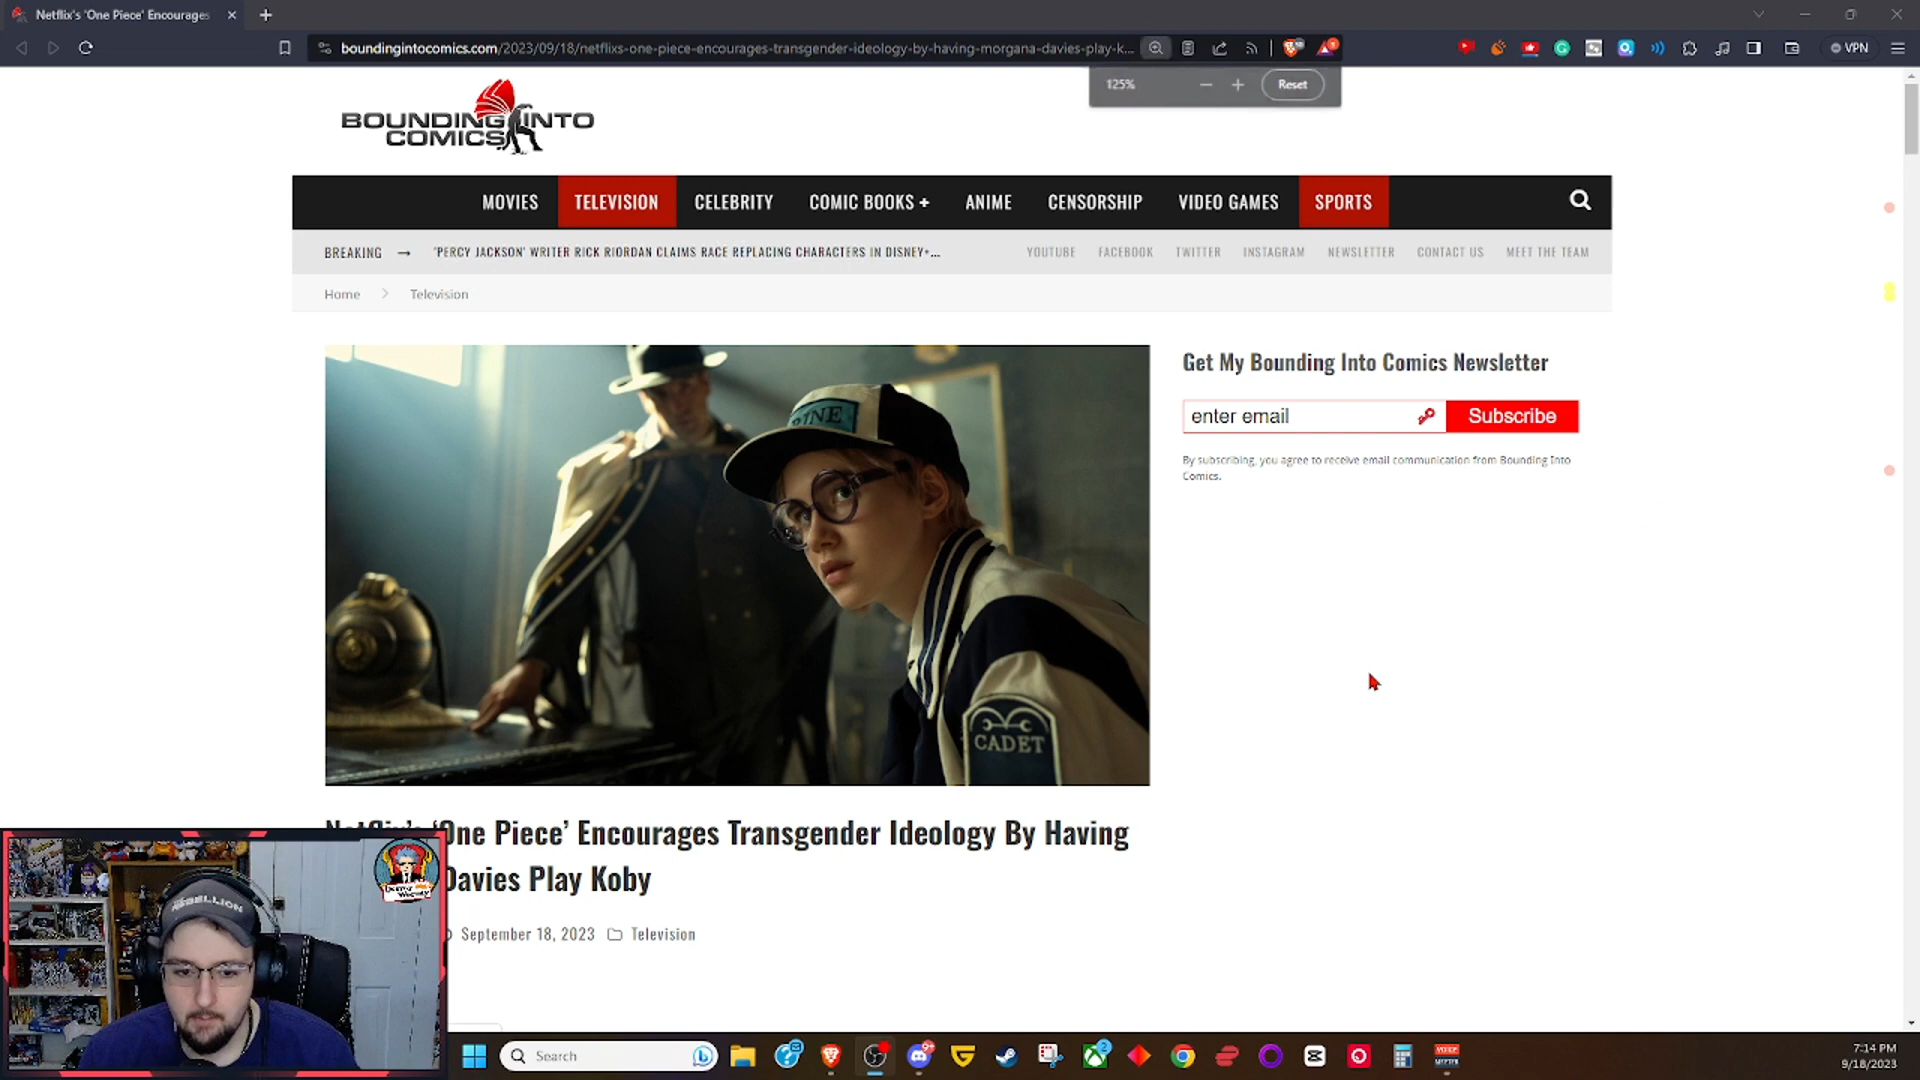 Netflix's 'One Piece' Encourages
boundingintocomics.com/2023/09/18/netflixs-one-piece-encourages-transgender-ideology-by-having-morgana-davies-play-k...
VPN
125%
Reset
BOUNDING INTO
COMICS
MOVIES
TELEVISION
CELEBRITY
COMIC BOOKS +
ANIME
CENSORSHIP
VIDEO GAMES
SPORTS
BREAKING → 'PERCY JACKSON' WRITER RICK RIORDAN CLAIMS RACE REPLACING CHARACTERS IN DISNEY+...
YOUTUBE
FACEBOOK
TWITTER
INSTAGRAM
NEWSLETTER
CONTACT US
MEET THE TEAM
Home > Television
Get My Bounding Into Comics Newsletter
enter email
Subscribe
By subscribing, you agree to receive email communication from Bounding Into
Comics.
CADET
Netflix's ‘One Piece’ Encourages Transgender Ideology By Having
Davies Play Koby
September 18, 2023
Television
REBELLION
Search
7:14 PM
9/18/2023